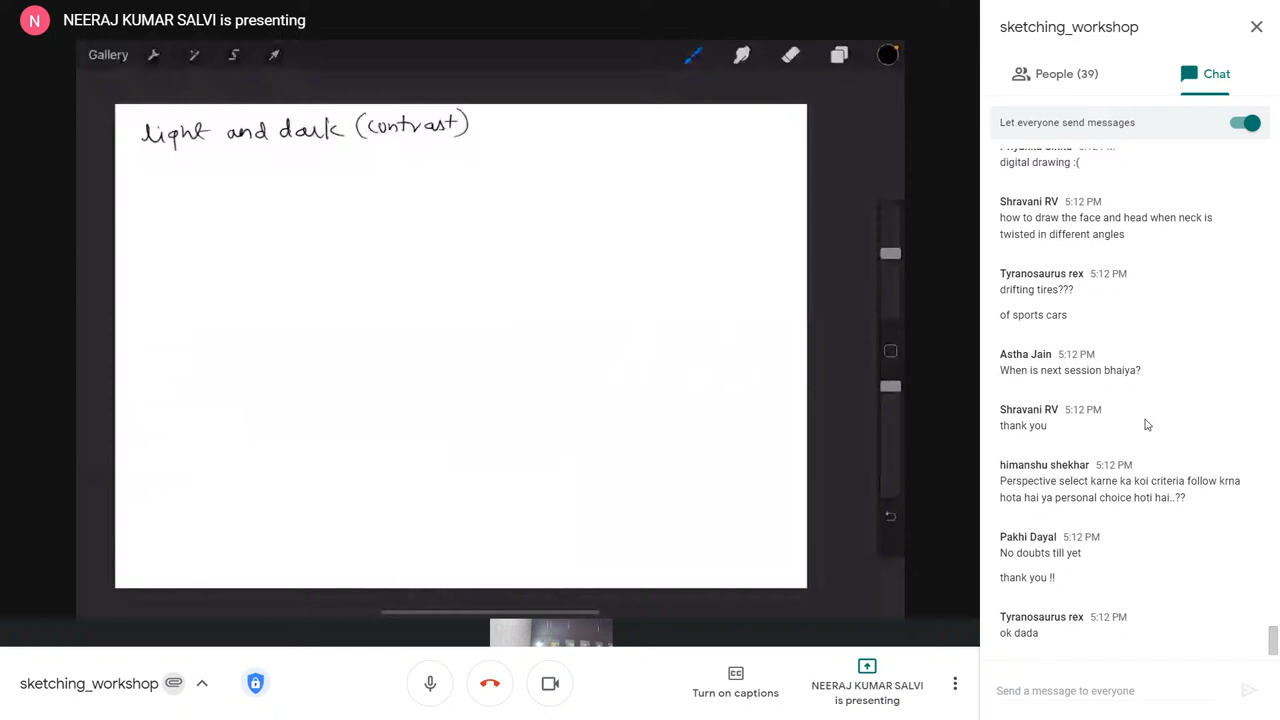 N NEERAJ KUMAR SALVI is presenting
Gallery
light and dark (contrast)
sketching_workshop
People (39)
Chat
Let everyone send messages
5:12 PM
digital drawing :(
Shravani RV 5:12 PM
how to draw the face and head when neck is
twisted in different angles
Tyranosaurus rex 5:12 PM
drifting tires???
of sports cars
Astha Jain 5:12 PM
When is next session bhaiya?
Shravani RV 5:12 PM
thank you
himanshu shekhar 5:12 PM
Perspective select karne ka koi criteria follow krna
hota hai ya personal choice hoti hai..??
Pakhi Dayal 5:12 PM
No doubts till yet
thank you !!
Tyranosaurus rex 5:12 PM
ok dada
Send a message to everyone
sketching_workshop
CC
Turn on captions
NEERAJ KUMAR SALVI
is presenting